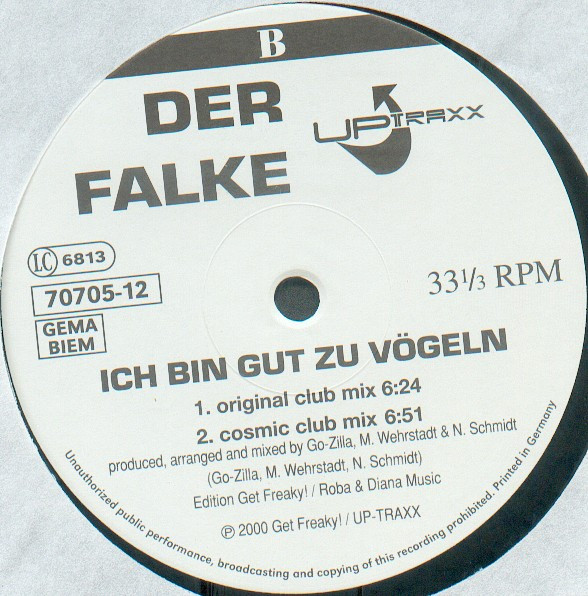 B
DER
FALKE
UPTRAXX
LC 6813
70705-12
GEMA
BIEM
33 1/3 RPM
ICH BIN GUT ZU VÖGELN
1. original club mix 6:24
2. cosmic club mix 6:51
produced, arranged and mixed by Go-Zilla, M. Wehrstadt & N. Schmidt
(Go-Zilla, M. Wehrstadt, N. Schmidt)
Edition Get Freaky! / Roba & Diana Music
℗ 2000 Get Freaky! / UP-TRAXX
Unauthorized public performance, broadcasting and copying of this recording prohibited. Printed in Germany